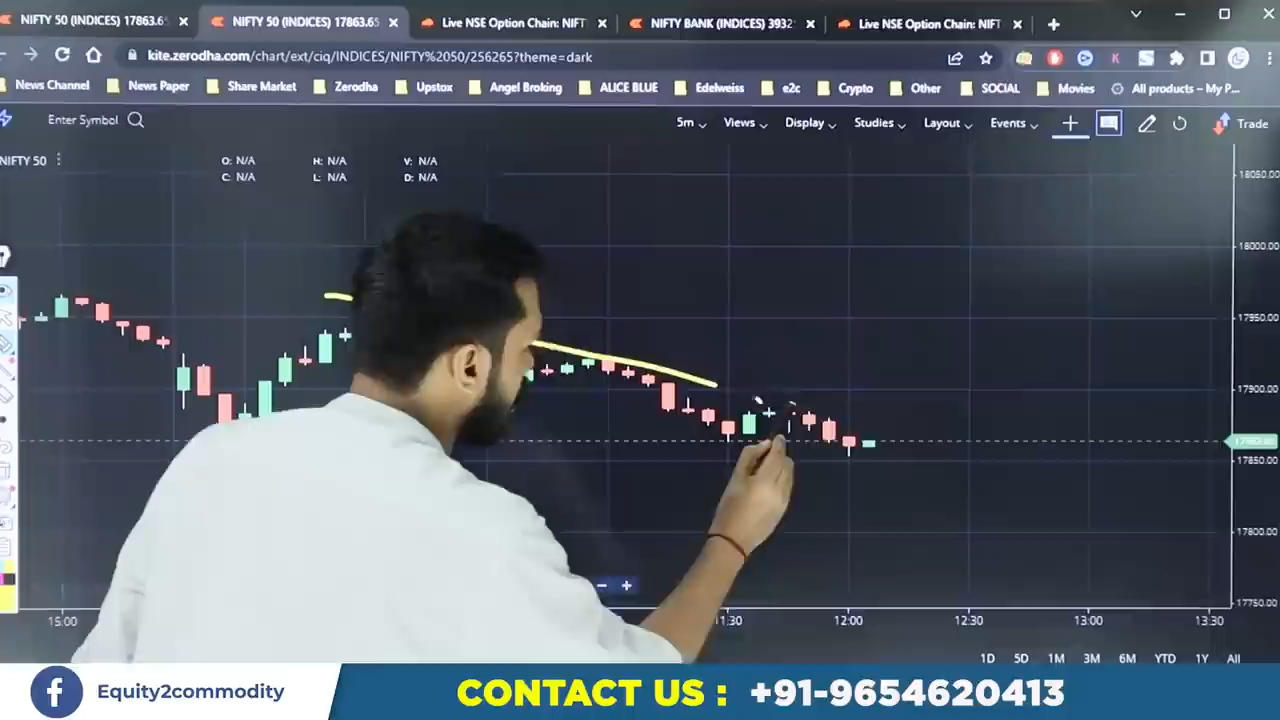 NIFTY 50 (INDICES) 17863.6
NIFTY 50 (INDICES) 17863.65
Live NSE Option Chain: NIFT
NIFTY BANK (INDICES) 3932
Live NSE Option Chain: NIFT
kite.zerodha.com/chart/ext/ciq/INDICES/NIFTY%2050/256265?theme=dark
News Channel News Paper Share Market Zerodha Upstox Angel Broking ALICE BLUE Edelweiss e2c Crypto Other SOCIAL Movies All products – My P...
Enter Symbol 5m Views Display Studies Layout Events Trade
NIFTY 50 O: N/A H: N/A V: N/A
C: N/A L: N/A D: N/A
18050.00
18000.00
17950.00
17900.00
17850.00
17800.00
17750.00
15:00 11:30 12:00 12:30 13:00 13:30
1D 5D 1M 3M 6M YTD 1Y All
Equity2commodity
CONTACT US : +91-9654620413